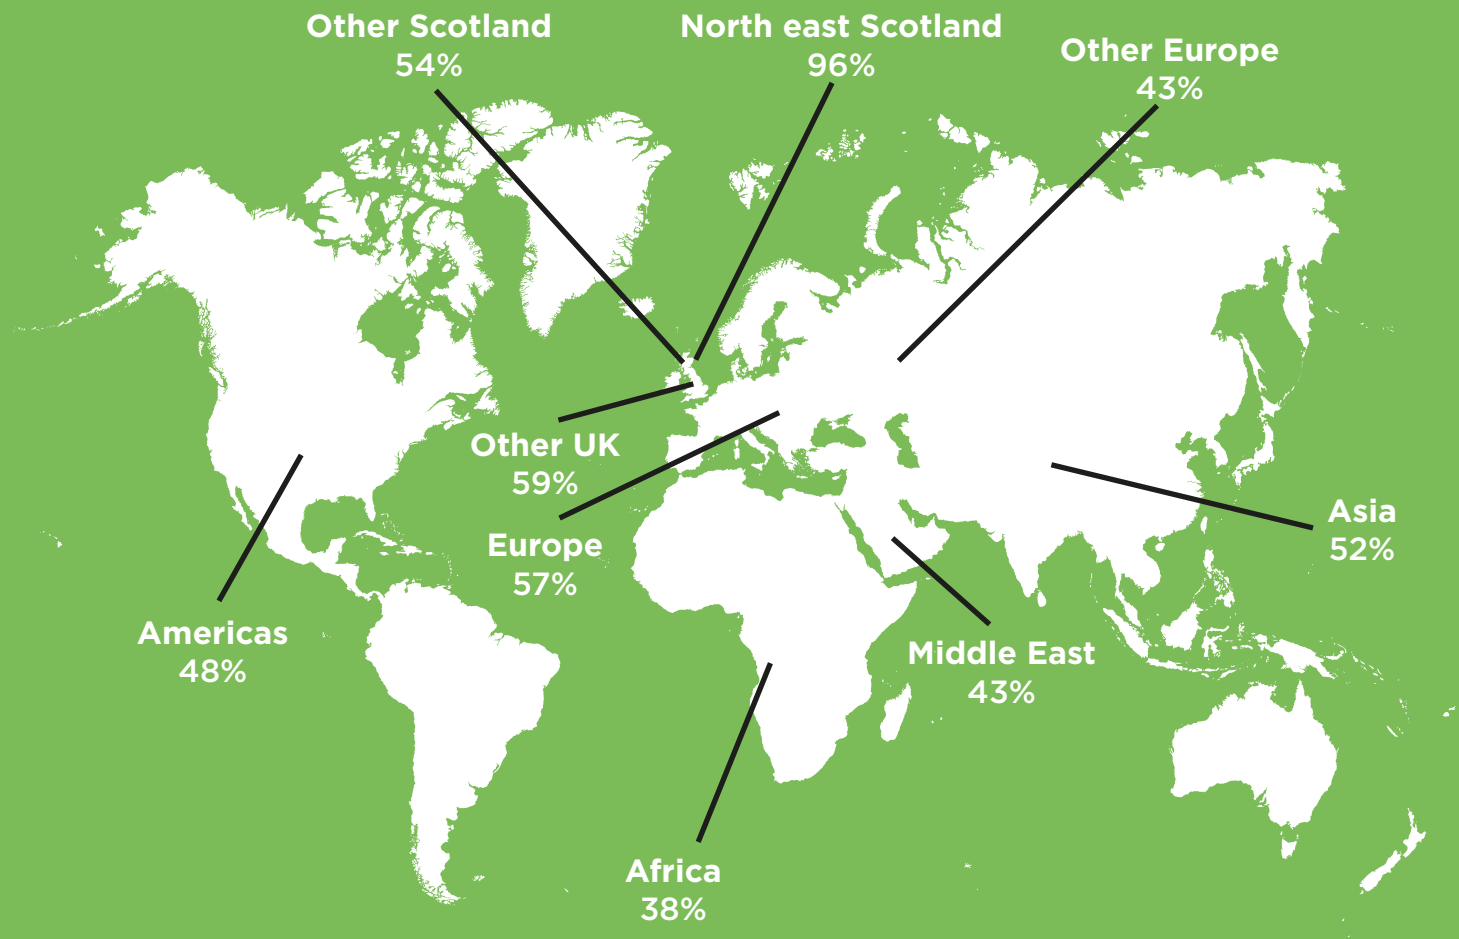 Other Scotland
54%
North east Scotland
96%
Other Europe
43%
Other UK
59%
Europe
57%
Asia
52%
Americas
48%
Middle East
43%
Africa
38%